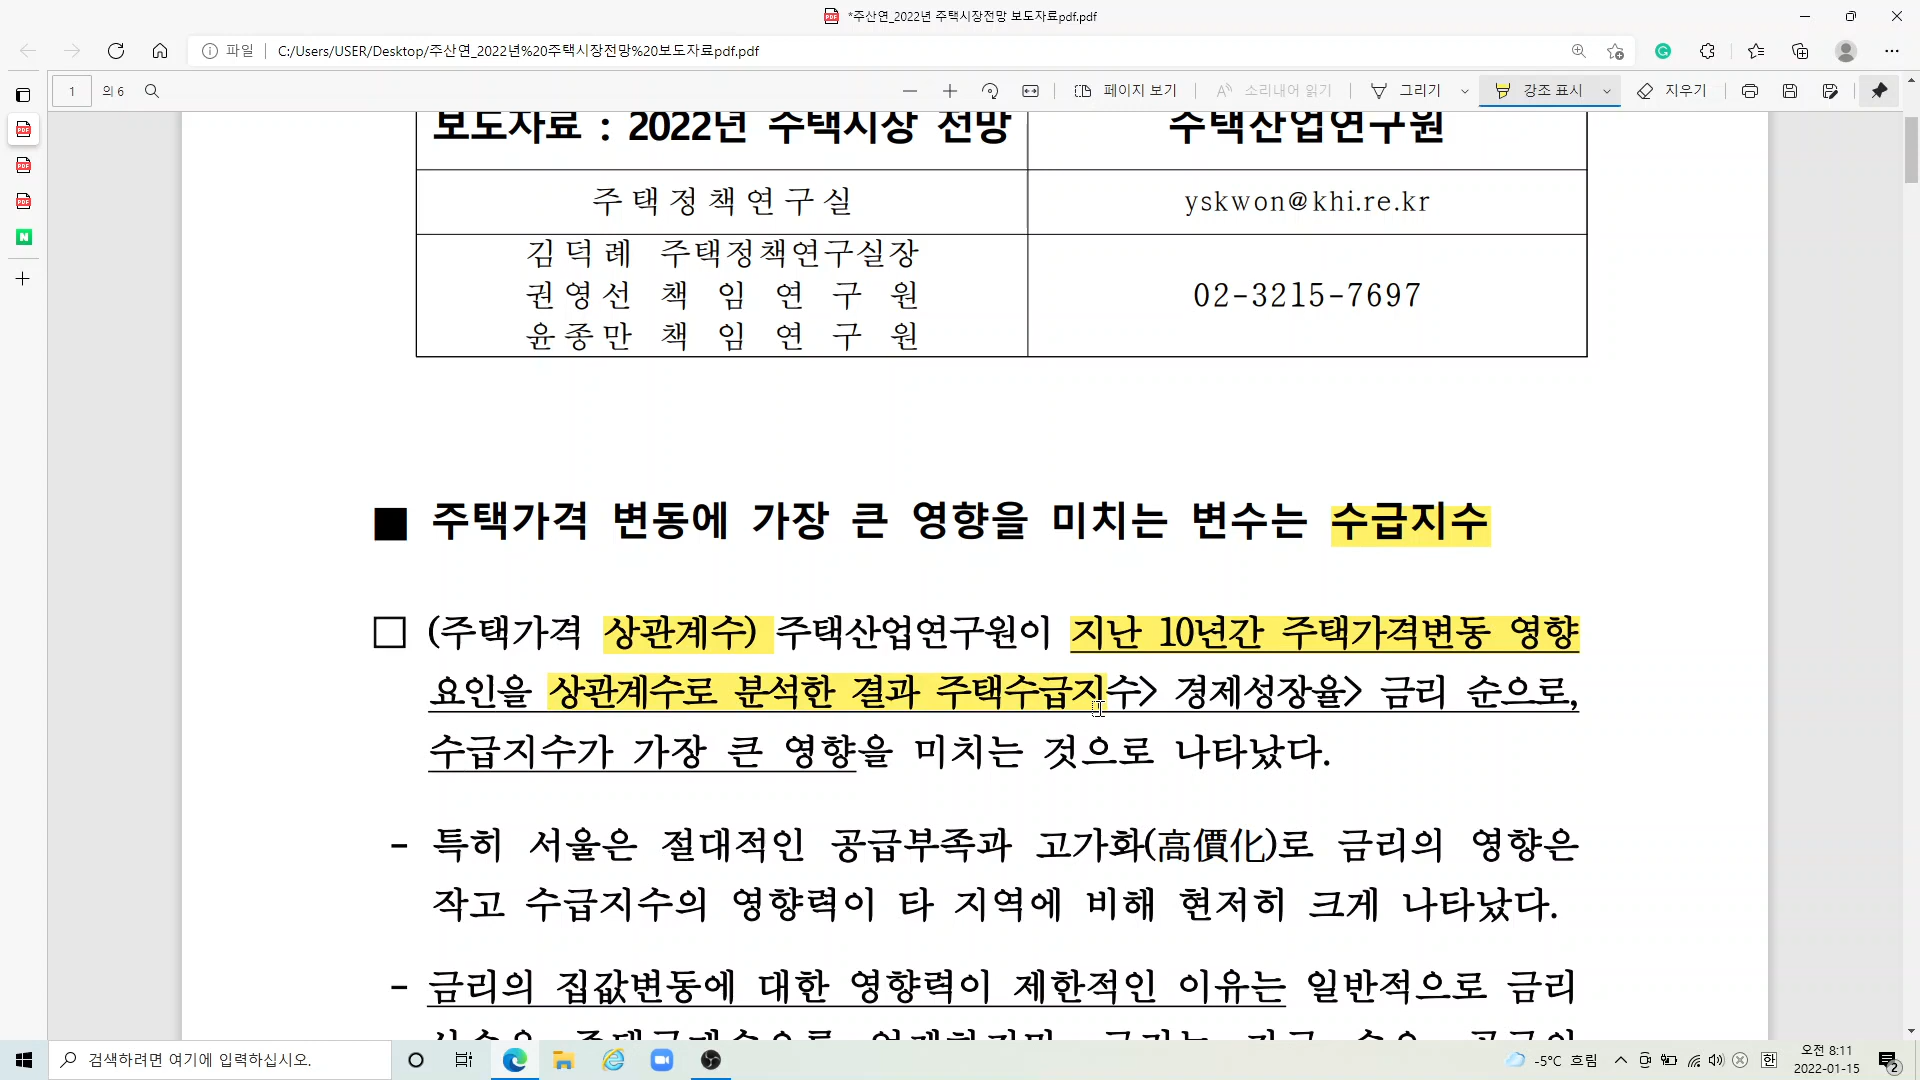 *주산연_2022년 주택시장전망 보도자료pdf.pdf
파일 C:/Users/USER/Desktop/주산연_2022년%20주택시장전망%20보도자료pdf.pdf
1 의 6 페이지 보기 소리내어 읽기 그리기 강조 표시 지우기
보도자료 : 2022년 주택시장 전망 주택산업연구원
주택정책연구실 yskwon@khi.re.kr
김덕례 주택정책연구실장
권영선 책임연구원 02-3215-7697
윤종만 책임연구원
■ 주택가격 변동에 가장 큰 영향을 미치는 변수는 수급지수
□ (주택가격 상관계수) 주택산업연구원이 지난 10년간 주택가격변동 영향
요인을 상관계수로 분석한 결과 주택수급지수> 경제성장율> 금리 순으로,
수급지수가 가장 큰 영향을 미치는 것으로 나타났다.
- 특히 서울은 절대적인 공급부족과 고가화(高價化)로 금리의 영향은
작고 수급지수의 영향력이 타 지역에 비해 현저히 크게 나타났다.
- 금리의 집값변동에 대한 영향력이 제한적인 이유는 일반적으로 금리
검색하려면 여기에 입력하십시오. -5°C 흐림 한 오전 8:11
2022-01-15 2